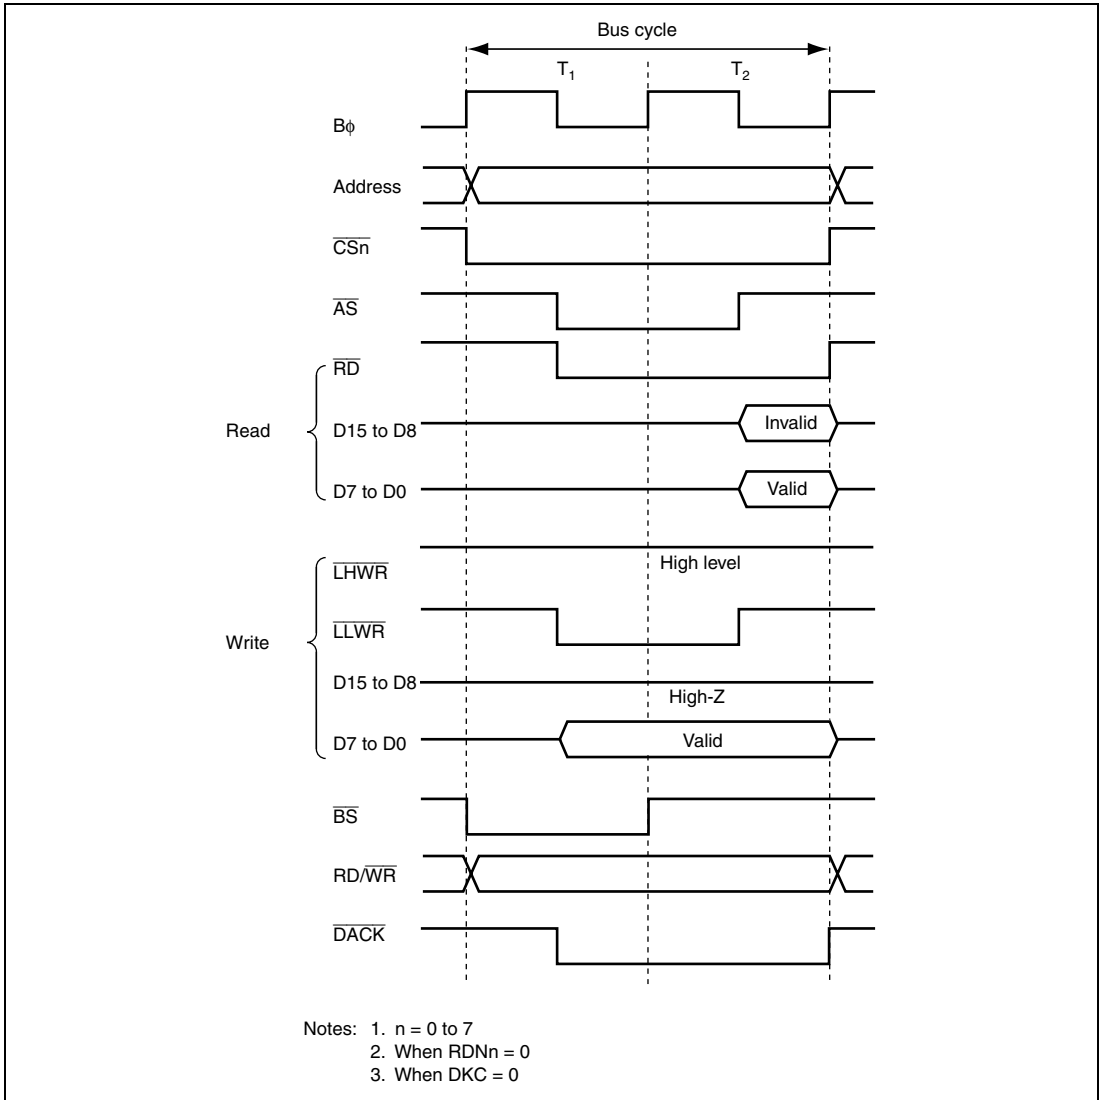 Bus cycle
T1 T2
Bφ
Address
CSn
AS
RD
Read
D15 to D8
Invalid
D7 to D0
Valid
LHWR
High level
LLWR
Write
D15 to D8
High-Z
D7 to D0
Valid
BS
RD/WR
DACK
Notes: 1. n = 0 to 7
2. When RDNn = 0
3. When DKC = 0